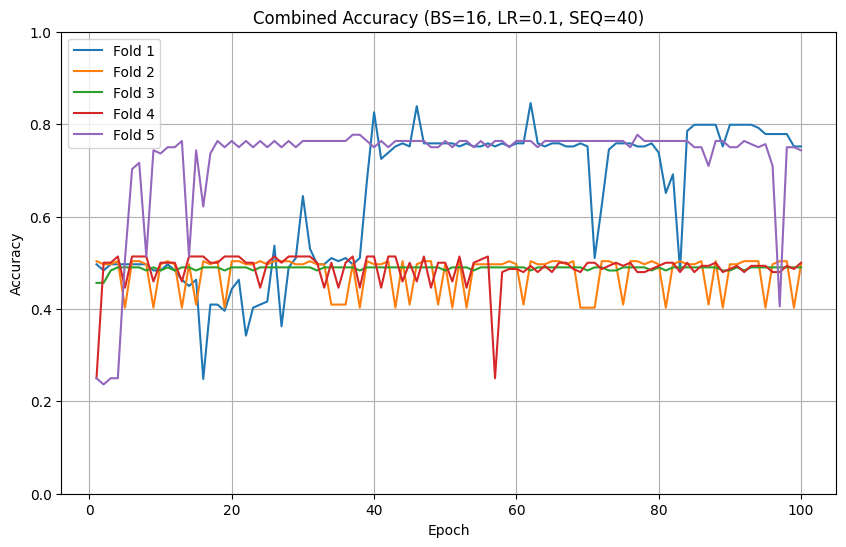 Combined Accuracy (BS=16, LR=0.1, SEQ=40)
Fold 1
Fold 2
Fold 3
Fold 4
Fold 5
Accuracy
1.0
0.8
0.6
0.4
0.2
0.0
0 20 40 60 80 100
Epoch